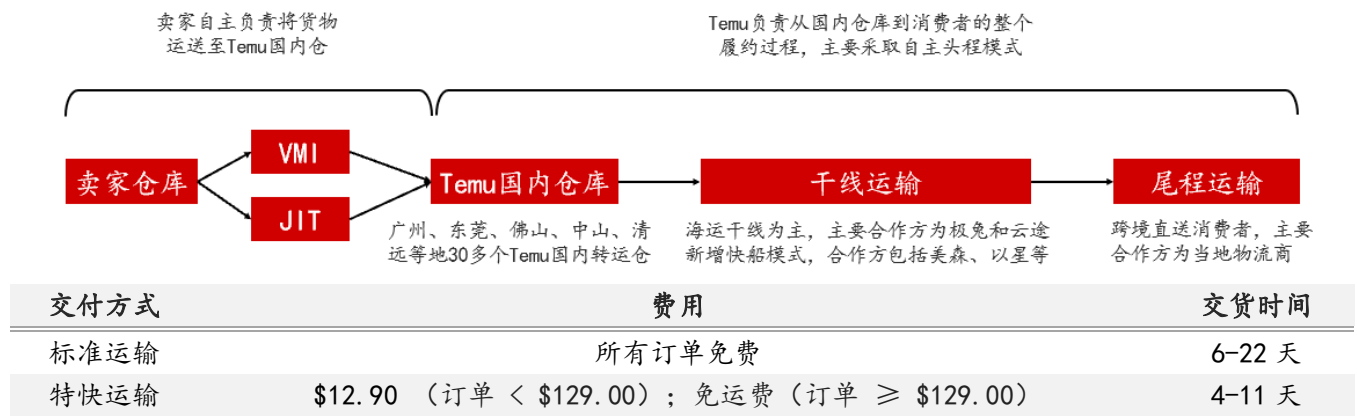 卖家自主负责将货物
运送至Temu国内仓
Temu负责从国内仓库到消费者的整个
履约过程，主要采取自主头程模式
卖家仓库
VMI
JIT
Temu国内仓库
干线运输
尾程运输
广州、东莞、佛山、中山、清
远等地30多个Temu国内转运仓
海运干线为主，主要合作方为极兔和云途
新增快船模式，合作方包括美森、以星等
跨境直送消费者，主要
合作方为当地物流商
交付方式 费用 交货时间
标准运输 所有订单免费 6-22 天
特快运输 $12.90 （订单 < $129.00）；免运费（订单 ≥ $129.00） 4-11 天